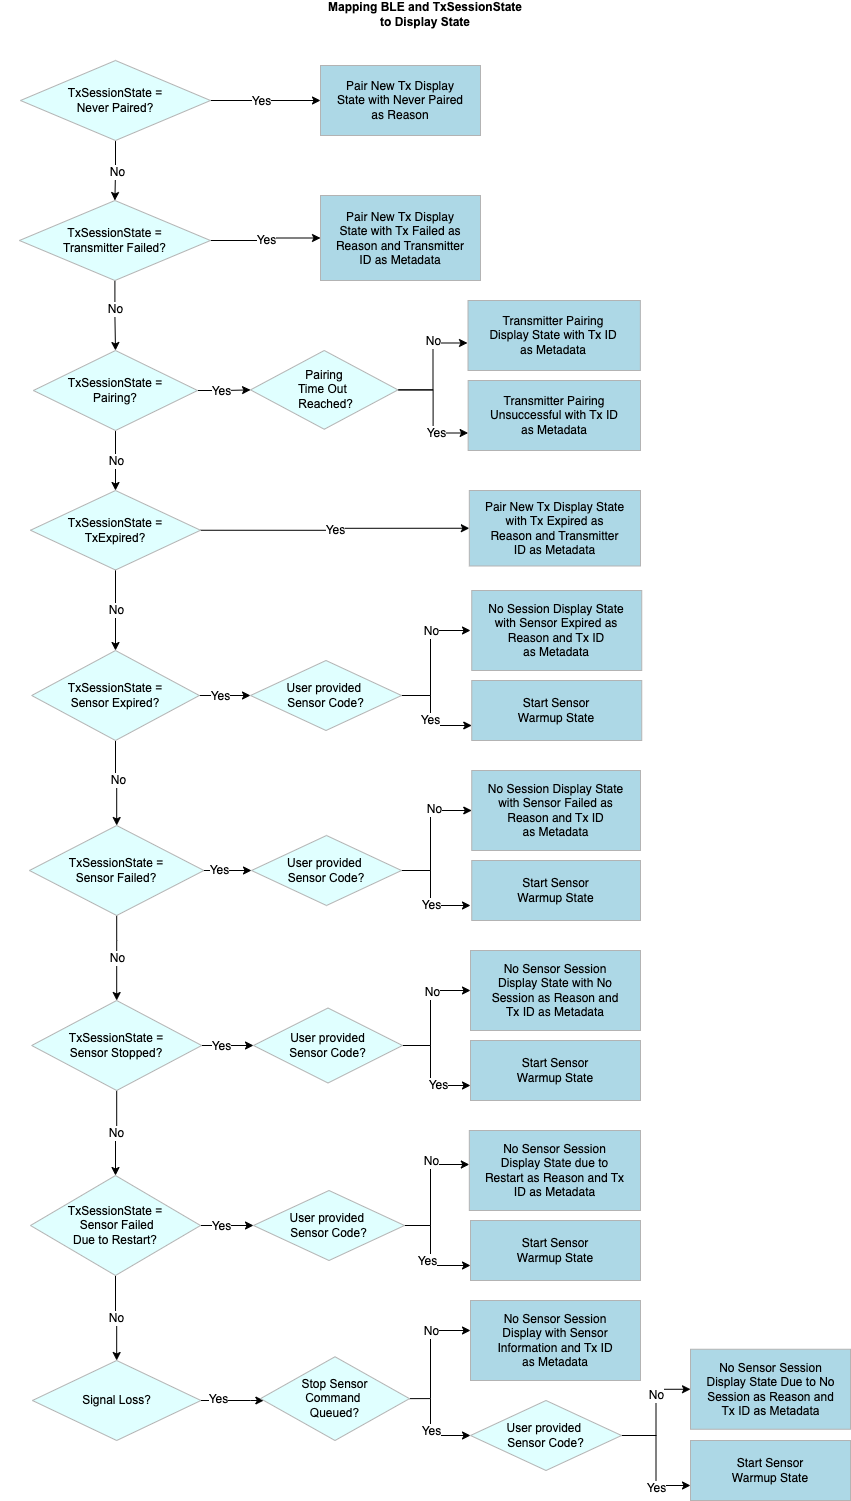 Mapping BLE and TxSessionState
to Display State
TxSessionState =
Never Paired?
Yes
Pair New Tx Display
State with Never Paired
as Reason
No
TxSessionState =
Transmitter Failed?
Yes
Pair New Tx Display
State with Tx Failed as
Reason and Transmitter
ID as Metadata
No
TxSessionState =
Pairing?
Yes
Pairing
Time Out
Reached?
No
Transmitter Pairing
Display State with Tx ID
as Metadata
Yes
Transmitter Pairing
Unsuccessful with Tx ID
as Metadata
No
TxSessionState =
TxExpired?
Yes
Pair New Tx Display State
with Tx Expired as
Reason and Transmitter
ID as Metadata
No
TxSessionState =
Sensor Expired?
Yes
User provided
Sensor Code?
No
No Session Display State
with Sensor Expired as
Reason and Tx ID
as Metadata
Yes
Start Sensor
Warmup State
No
TxSessionState =
Sensor Failed?
Yes
User provided
Sensor Code?
No
No Session Display State
with Sensor Failed as
Reason and Tx ID
as Metadata
Yes
Start Sensor
Warmup State
No
TxSessionState =
Sensor Stopped?
Yes
User provided
Sensor Code?
No
No Sensor Session
Display State with No
Session as Reason and
Tx ID as Metadata
Yes
Start Sensor
Warmup State
No
TxSessionState =
Sensor Failed
Due to Restart?
Yes
User provided
Sensor Code?
No
No Sensor Session
Display State due to
Restart as Reason and Tx
ID as Metadata
Yes
Start Sensor
Warmup State
No
Signal Loss?
Yes
Stop Sensor
Command
Queued?
No
No Sensor Session
Display with Sensor
Information and Tx ID
as Metadata
Yes
User provided
Sensor Code?
No
No Sensor Session
Display State Due to No
Session as Reason and
Tx ID as Metadata
Yes
Start Sensor
Warmup State